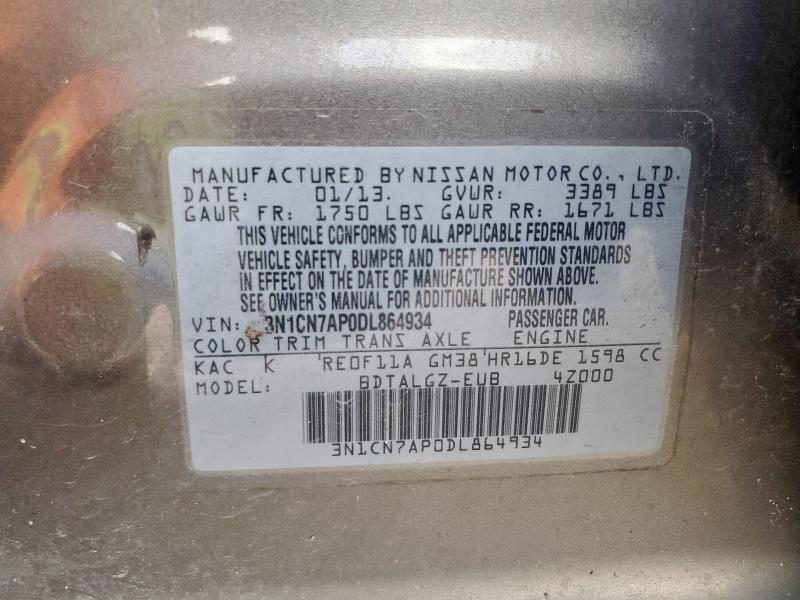 MANUFACTURED BY NISSAN MOTOR CO., LTD.
DATE: 01/13. GVWR: 3389 LBS
GAWR FR: 1750 LBS GAWR RR: 1671 LBS
THIS VEHICLE CONFORMS TO ALL APPLICABLE FEDERAL MOTOR
VEHICLE SAFETY, BUMPER AND THEFT PREVENTION STANDARDS
IN EFFECT ON THE DATE OF MANUFACTURE SHOWN ABOVE.
SEE OWNER'S MANUAL FOR ADDITIONAL INFORMATION.
VIN: 3N1CN7AP0DL864934 PASSENGER CAR.
COLOR TRIM TRANS AXLE ENGINE
KAC K RE0F11A GM38 HR16DE 1598 CC
MODEL: BDTALGZ-EUB 4Z000
3N1CN7AP0DL864934